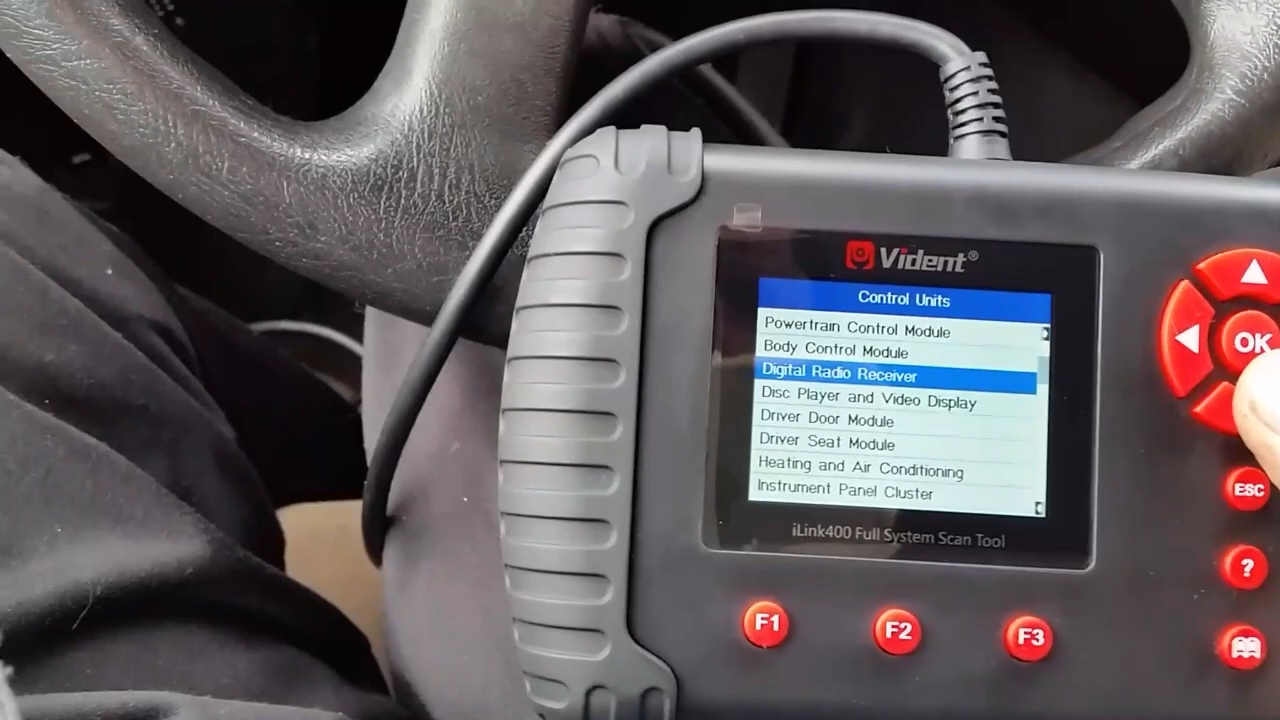 Vident®
Control Units
Powertrain Control Module
Body Control Module
Digital Radio Receiver
Disc Player and Video Display
Driver Door Module
Driver Seat Module
Heating and Air Conditioning
Instrument Panel Cluster
iLink400 Full System Scan Tool
OK
ESC
?
F1 F2 F3